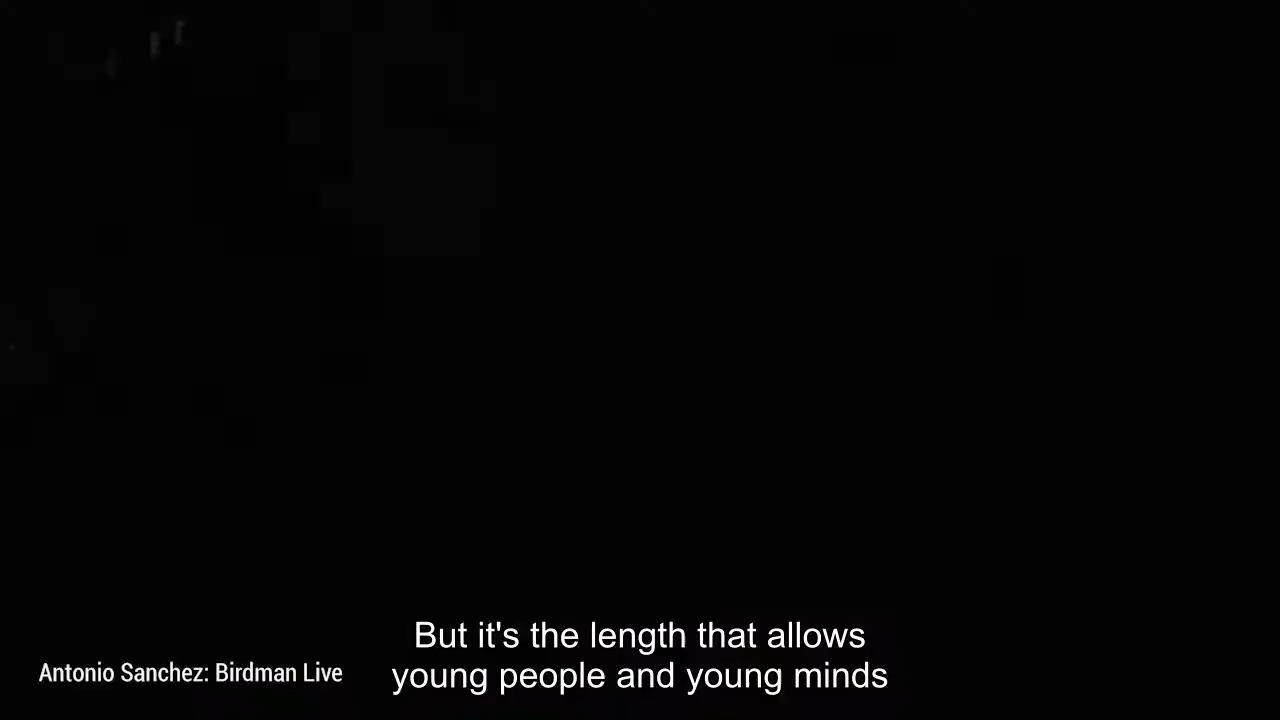 But it's the length that allows
young people and young minds
Antonio Sanchez: Birdman Live